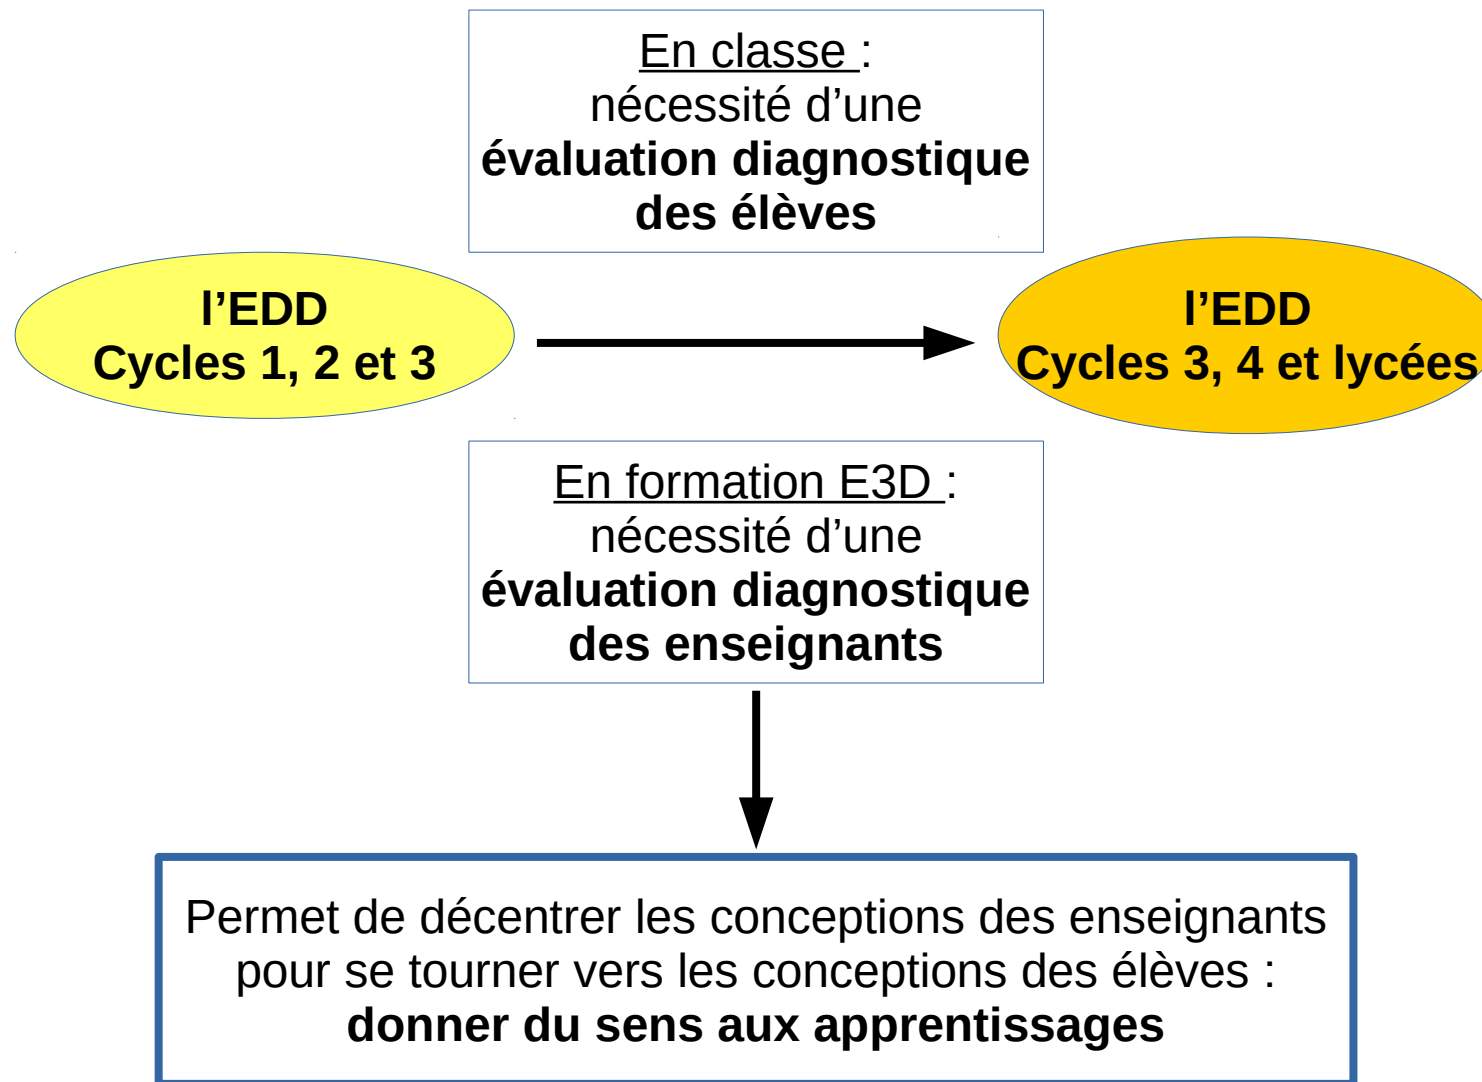 En classe :
nécessité d’une
évaluation diagnostique
des élèves
l’EDD
Cycles 1, 2 et 3
l’EDD
Cycles 3, 4 et lycées
En formation E3D :
nécessité d’une
évaluation diagnostique
des enseignants
Permet de décentrer les conceptions des enseignants
pour se tourner vers les conceptions des élèves :
donner du sens aux apprentissages